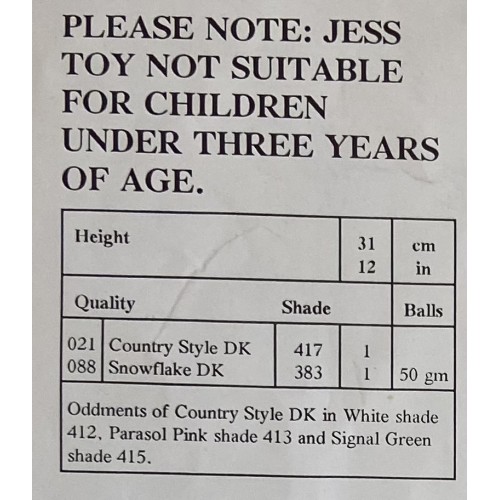 PLEASE NOTE: JESS
TOY NOT SUITABLE
FOR CHILDREN
UNDER THREE YEARS
OF AGE.
Height 31 cm
12 in
Quality Shade Balls
021 Country Style DK 417 1
088 Snowflake DK 383 1 50 gm
Oddments of Country Style DK in White shade
412, Parasol Pink shade 413 and Signal Green
shade 415.